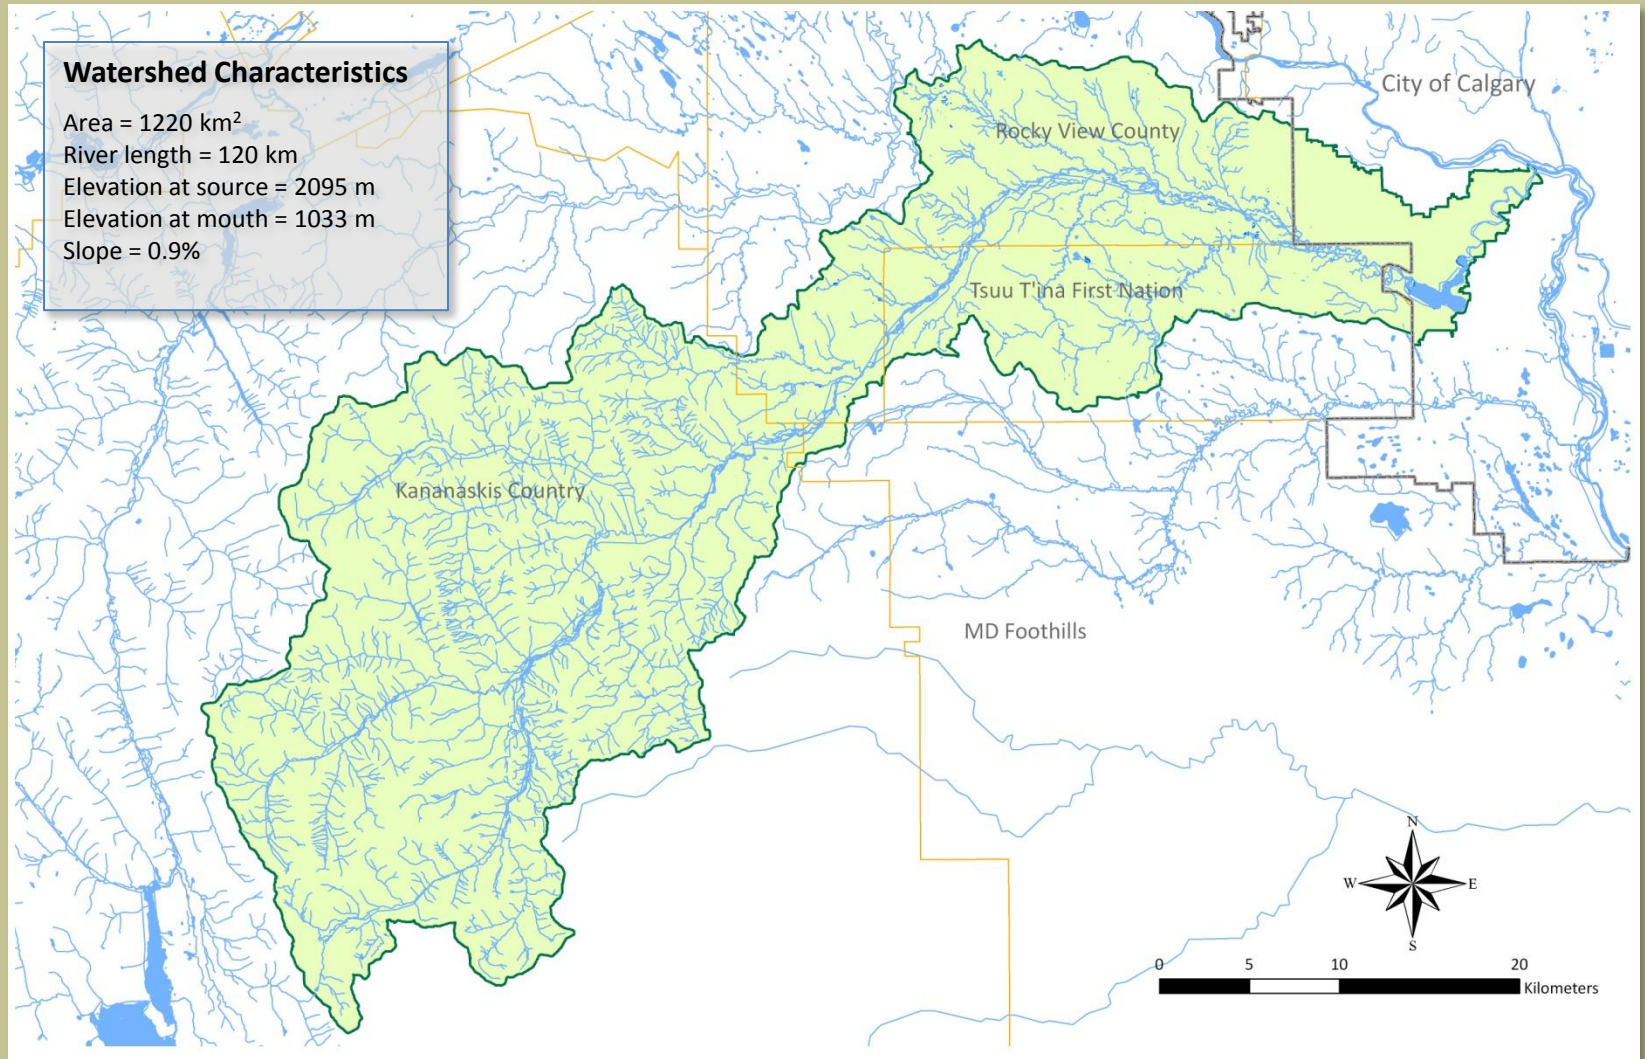 Watershed Characteristics
Area = 1220 km²
River length = 120 km
Elevation at source = 2095 m
Elevation at mouth = 1033 m
Slope = 0.9%
City of Calgary
Rocky View County
Tsuu T'ina First Nation
Kananaskis Country
MD Foothills
N
W
E
S
0 5 10 20
Kilometers